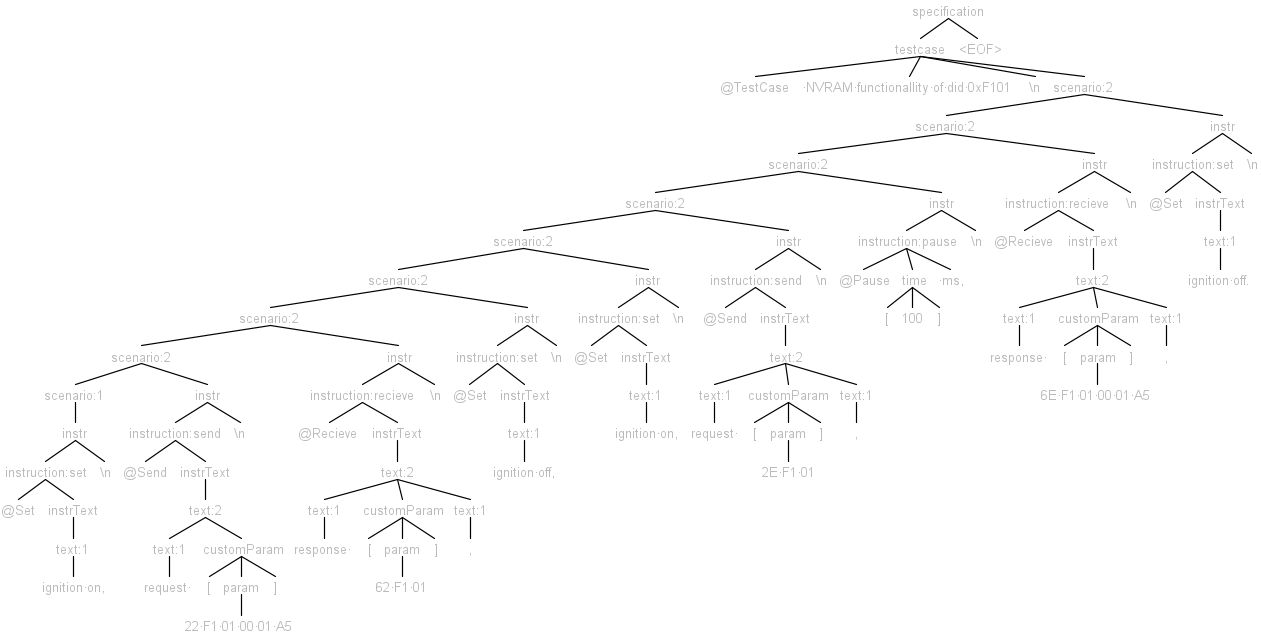 specification
testcase <EOF>
@TestCase ·NVRAM·functionallity·of·did·0xF101 \n scenario:2
scenario:2 instr
scenario:2 instr instruction:set \n
scenario:2 instr instruction:recieve \n @Set instrText
scenario:2 instr instruction:pause \n @Recieve instrText text:1
scenario:2 instr instruction:send \n @Pause time ·ms, text:2 ignition·off.
scenario:2 instr instruction:set \n @Send instrText [ 100 ] text:1 customParam text:1
scenario:2 instr instruction:set \n @Set instrText text:2 response· [ param ] ,
scenario:1 instr instruction:recieve \n @Set instrText text:1 text:1 customParam text:1 6E·F1·01·00·01·A5
instr instruction:send \n @Recieve instrText text:1 ignition·on, request· [ param ] ,
instruction:set \n @Send instrText text:2 ignition·off, 2E·F1·01
@Set instrText text:2 text:1 customParam text:1
text:1 text:1 customParam response· [ param ] ,
ignition·on, request· [ param ] 62·F1·01
22·F1·01·00·01·A5